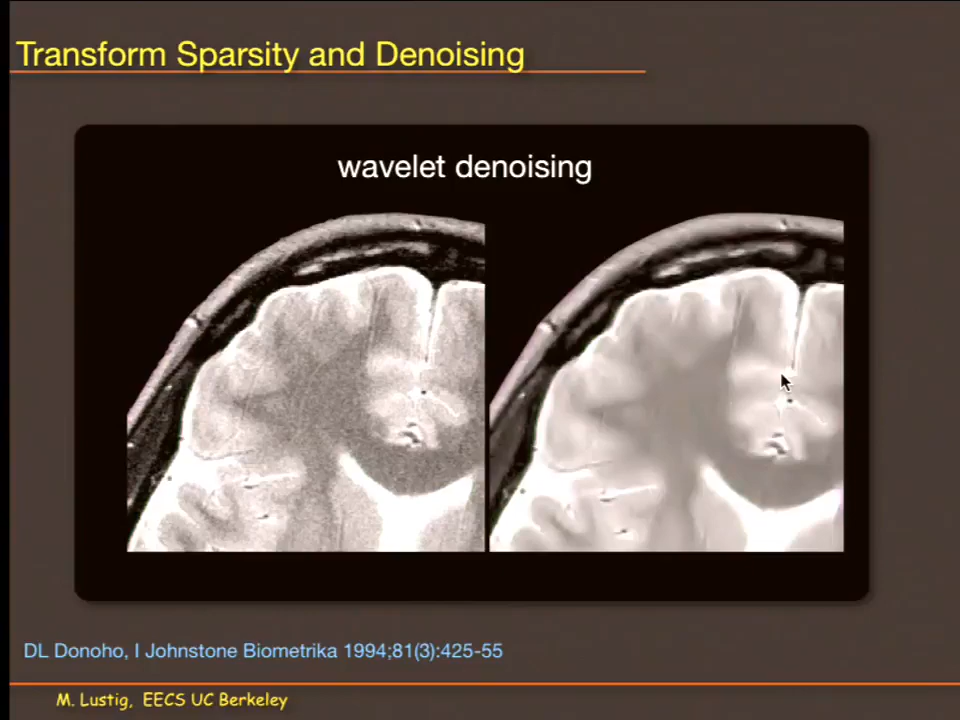 Transform Sparsity and Denoising
wavelet denoising
DL Donoho, I Johnstone Biometrika 1994;81(3):425-55
M. Lustig, EECS UC Berkeley